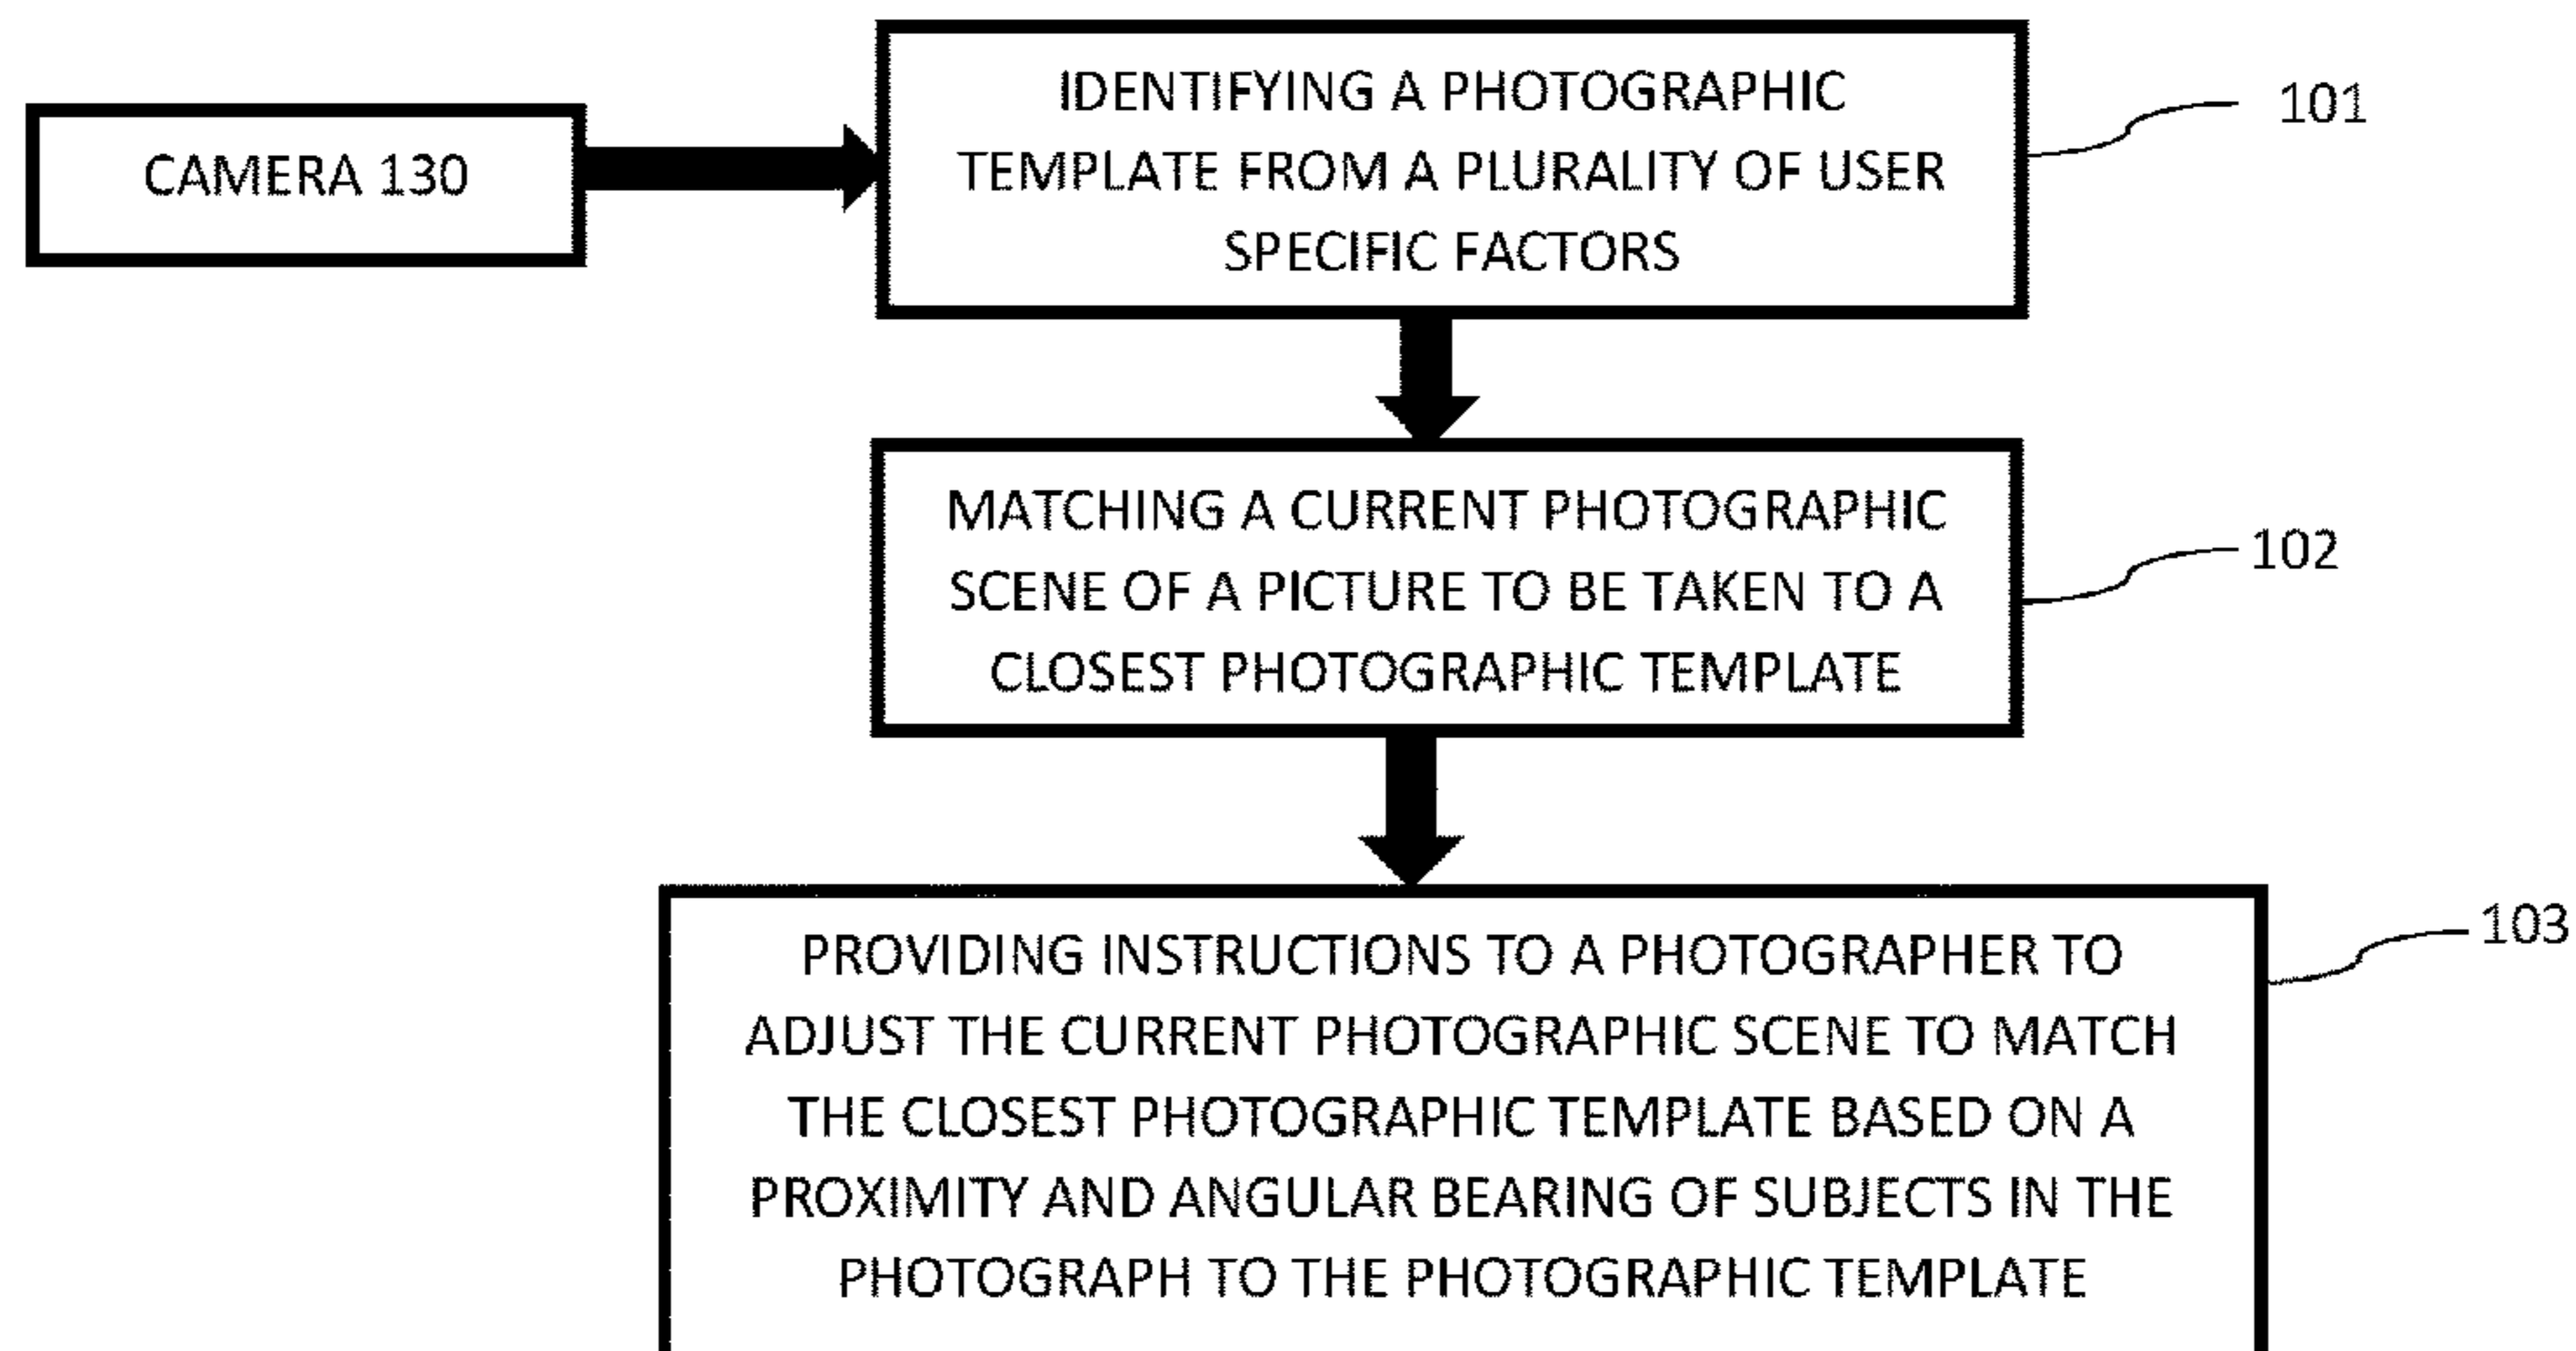 CAMERA 130
IDENTIFYING A PHOTOGRAPHIC
TEMPLATE FROM A PLURALITY OF USER
SPECIFIC FACTORS
101
MATCHING A CURRENT PHOTOGRAPHIC
SCENE OF A PICTURE TO BE TAKEN TO A
CLOSEST PHOTOGRAPHIC TEMPLATE
102
PROVIDING INSTRUCTIONS TO A PHOTOGRAPHER TO
ADJUST THE CURRENT PHOTOGRAPHIC SCENE TO MATCH
THE CLOSEST PHOTOGRAPHIC TEMPLATE BASED ON A
PROXIMITY AND ANGULAR BEARING OF SUBJECTS IN THE
PHOTOGRAPH TO THE PHOTOGRAPHIC TEMPLATE
103